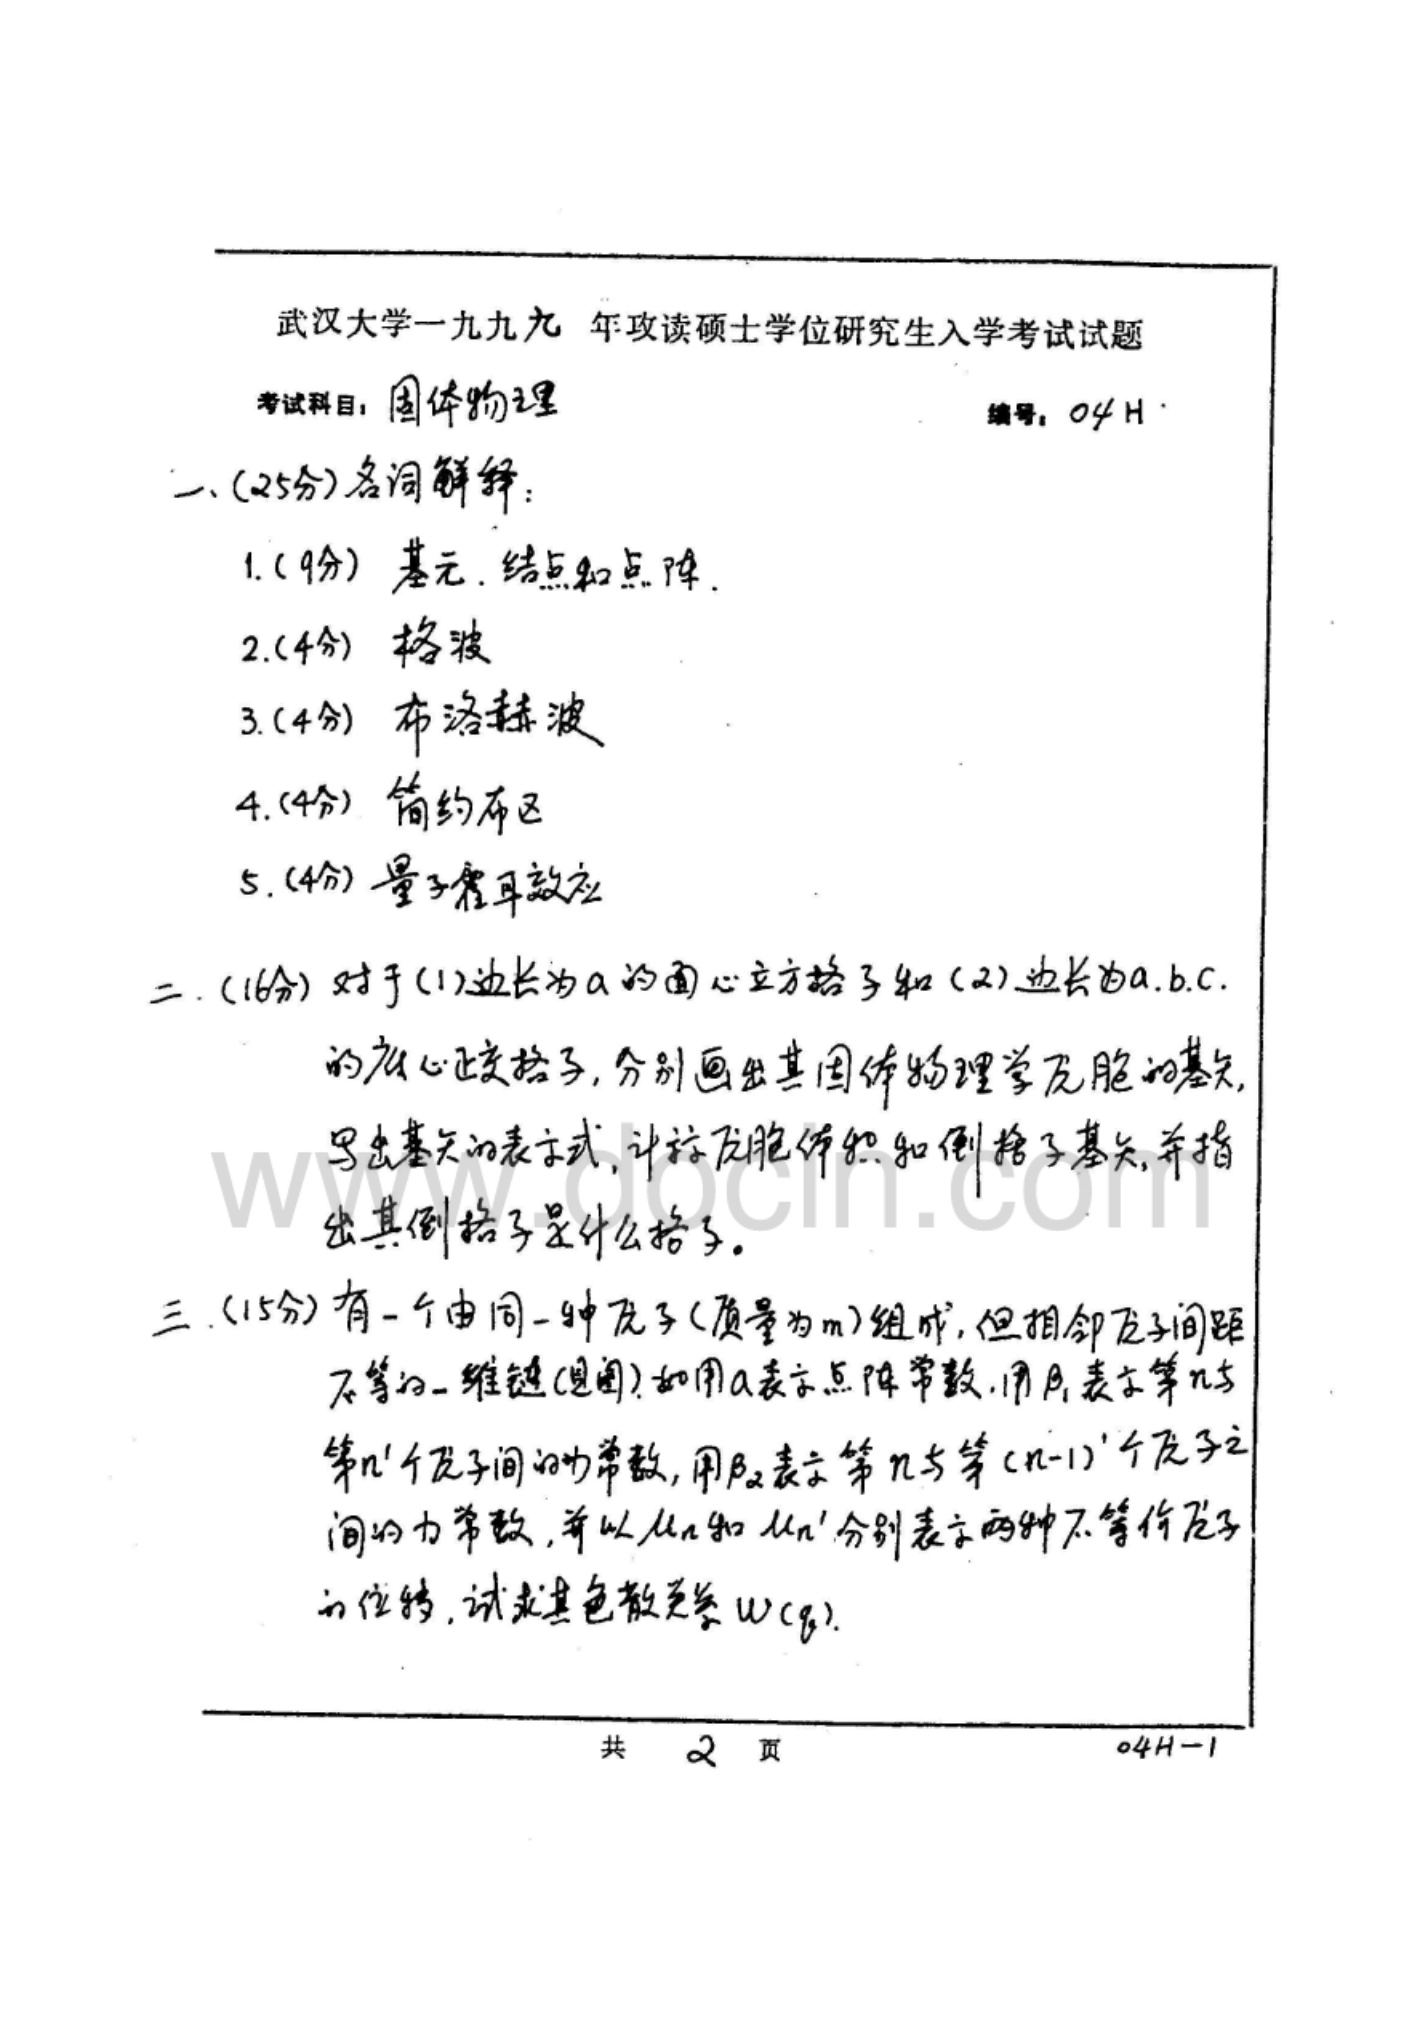 武汉大学一九九九 年攻读硕士学位研究生入学考试试题
考试科目：固体物理 编号：04H
一、(25分)名词解释：
1.(9分) 基元.结点和点阵.
2.(4分) 格波
3.(4分) 布洛赫波
4.(4分) 简约布区
5.(4分) 量子霍耳效应
二.(16分) 对于(1)边长为a的面心立方格子和(2)边长为a.b.c.
的底心正交格子,分别画出其固体物理学元胞的基矢,
写出基矢的表示式,计算元胞体积和倒格子基矢,并指
出其倒格子是什么格子。
www.docin.com
三.(15分)有一个由同一种原子(质量为m)组成,但相邻原子间距
不等的一维链(见图).如用a表示点阵常数.用β₁表示第n与
第n'个原子间的力常数,用β₂表示第n与第(n-1)'个原子之
间的力常数,并以μn和μn'分别表示两种不等价原子
的位移.试求其色散关系ω(q).
共 2 页 04H-1